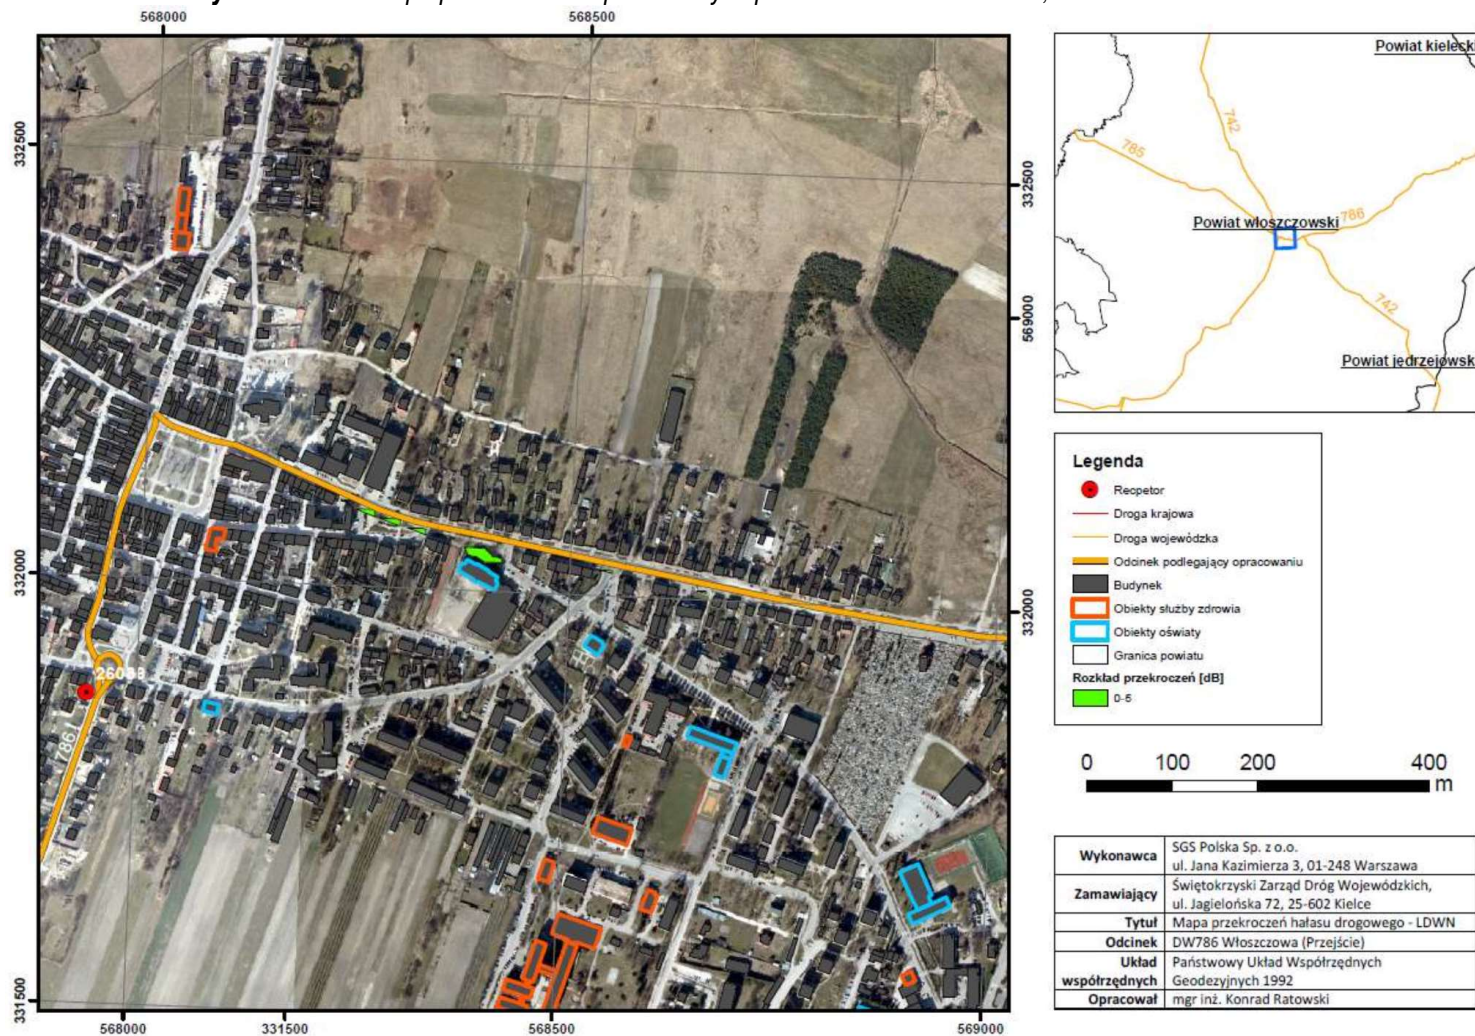 568000
568500
332500
332000
331500
332500
569000
332000
568000
331500
568500
569000
786
Powiat kielecki
742
785
786
Powiat włoszczowski
742
Legenda
Recpetor
Droga krajowa
Droga wojewódzka
Odcinek podlegający opracowaniu
Budynek
Obiekty służby zdrowia
Obiekty oświaty
Granica powiatu
Rozkład przekroczeń [dB]
0-5
0 100 200 400
m
Wykonawca SGS Polska Sp. z o.o.
ul. Jana Kazimierza 3, 01-248 Warszawa
Zamawiający Świętokrzyski Zarząd Dróg Wojewódzkich,
ul. Jagielońska 72, 25-602 Kielce
Tytuł Mapa przekroczeń hałasu drogowego - LDWN
Odcinek DW786 Włoszczowa (Przejście)
Układ współrzędnych Państwowy Układ Współrzędnych
Geodezyjnych 1992
Opracował mgr inż. Konrad Ratowski